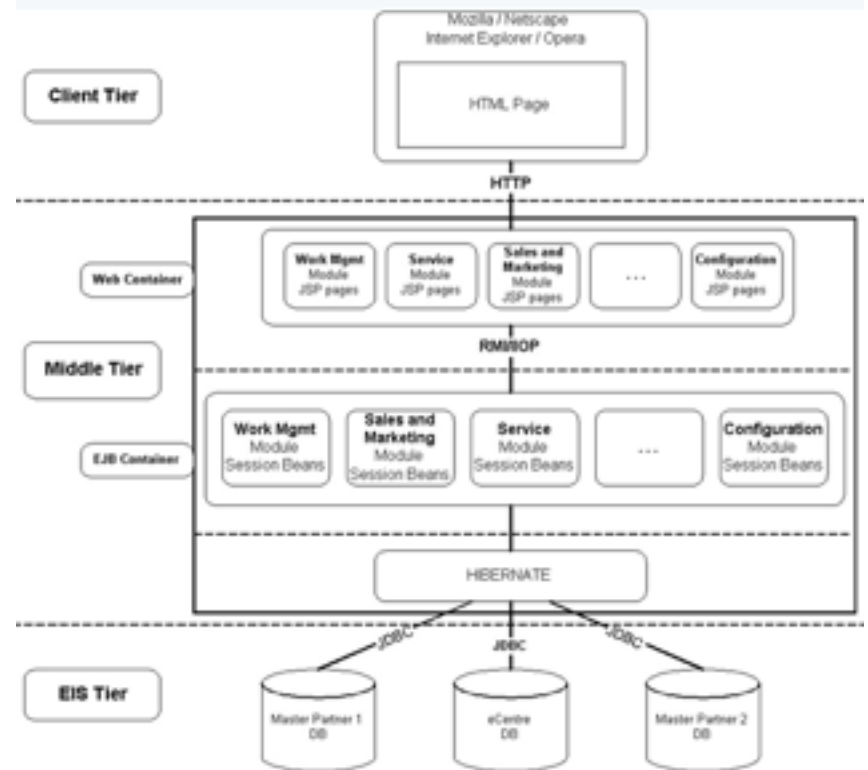 Mozilla / Netscape
Internet Explorer / Opera
Client Tier
HTML Page
HTTP
Web Container
Work Mgmt
Module
JSP pages
Service
Module
JSP pages
Sales and
Marketing
Module
JSP pages
...
Configuration
Module
JSP pages
RMI/IIOP
Middle Tier
EJB Container
Work Mgmt
Module
Session Beans
Sales and
Marketing
Module
Session Beans
Service
Module
Session Beans
...
Configuration
Module
Session Beans
HIBERNATE
JDBC
JDBC
JDBC
EIS Tier
Master Partner 1
DB
eCentre
DB
Master Partner 2
DB